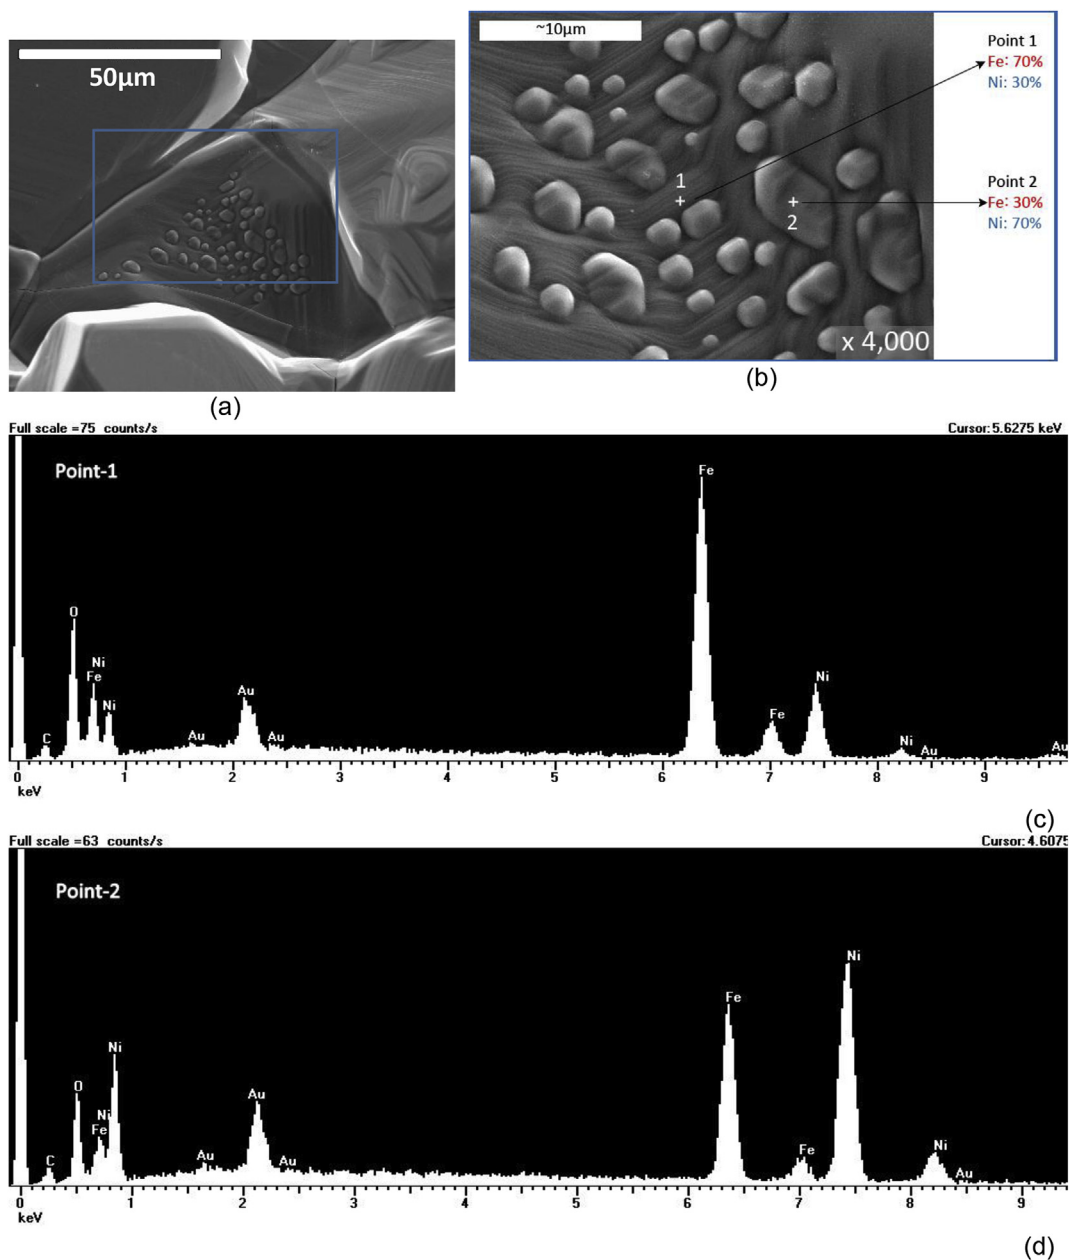 50µm
(a)
~10µm
1
+
+
2
x 4,000
Point 1
Fe: 70%
Ni: 30%
Point 2
Fe: 30%
Ni: 70%
(b)
Full scale =75 counts/s
Cursor: 5.6275 keV
Point-1
Fe
O
Ni
Fe
Ni
C
Au
Au
Au
Fe
Ni
Ni
Au
Au
0 1 2 3 4 5 6 7 8 9
keV
(c)
Full scale =63 counts/s
Cursor: 4.6075
Point-2
Ni
Fe
Ni
O
Ni
Fe
C
Au
Au
Au
Fe
Ni
Au
0 1 2 3 4 5 6 7 8 9
keV
(d)